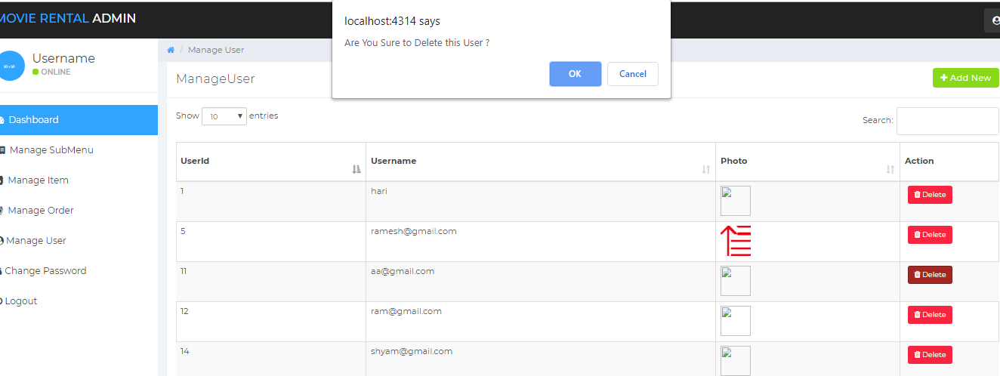 localhost:4314 says
Are You Sure to Delete this User ?
OK Cancel
MOVIE RENTAL ADMIN
Username
ONLINE
Dashboard
Manage SubMenu
Manage Item
Manage Order
Manage User
Change Password
Logout
/ Manage User
ManageUser
Add New
Show 10 entries
Search:
UserId Username Photo Action
1 hari Delete
5 ramesh@gmail.com Delete
11 aa@gmail.com Delete
12 ram@gmail.com Delete
14 shyam@gmail.com Delete